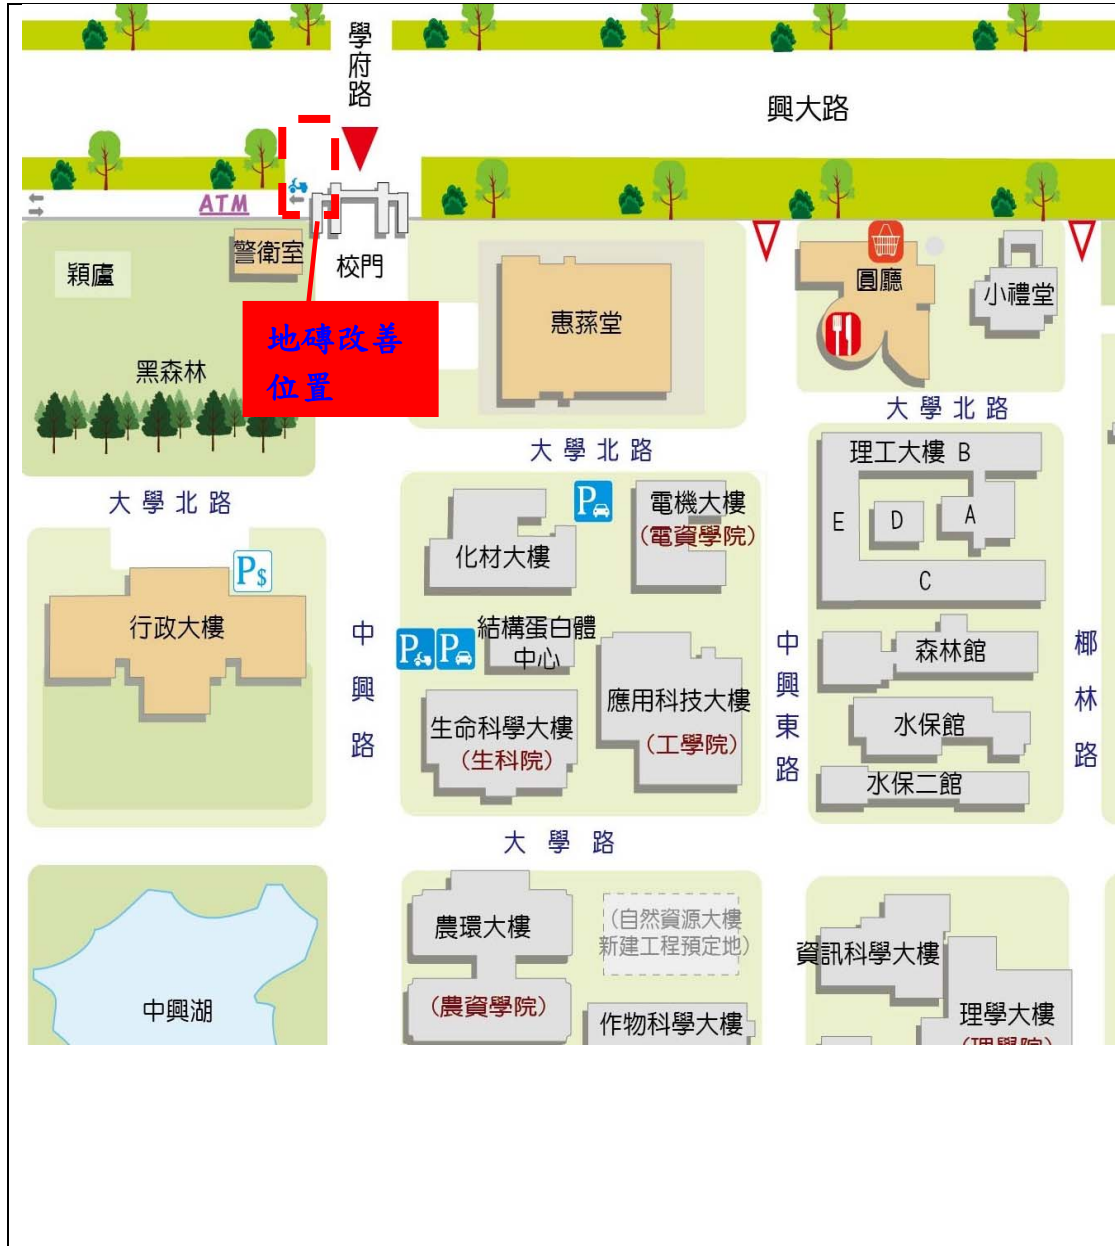 學府路
興大路
ATM
警衛室
校門
穎廬
地磚改善
位置
黑森林
惠蓀堂
圓廳
小禮堂
大學北路
大學北路
大學北路
理工大樓 B
E
D
A
C
P
電機大樓
(電資學院)
化材大樓
P$
行政大樓
中興路
P
P
結構蛋白體
中心
應用科技大樓
(工學院)
生命科學大樓
(生科院)
中興東路
森林館
水保館
水保二館
椰林路
大學路
農環大樓
(農資學院)
(自然資源大樓
新建工程預定地)
作物科學大樓
資訊科學大樓
理學大樓
(理學院)
中興湖